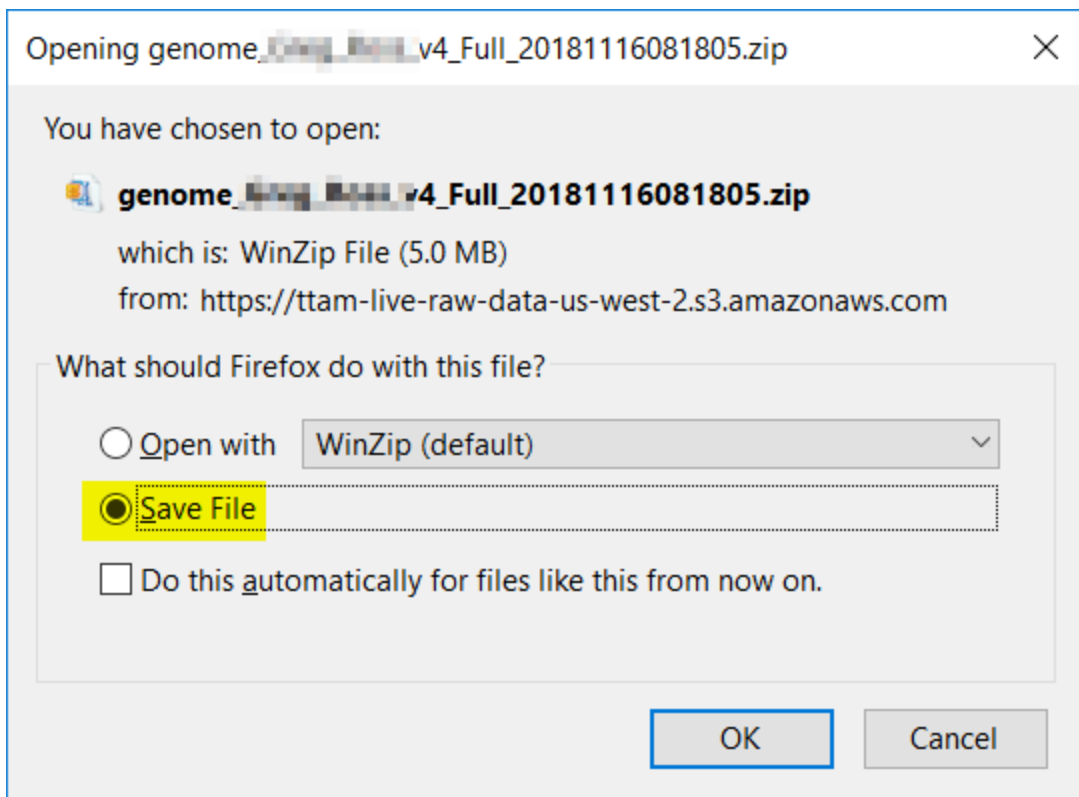 Opening genome_ v4_Full_20181116081805.zip
You have chosen to open:
genome_ v4_Full_20181116081805.zip
which is: WinZip File (5.0 MB)
from: https://ttam-live-raw-data-us-west-2.s3.amazonaws.com
What should Firefox do with this file?
Open with WinZip (default)
Save File
Do this automatically for files like this from now on.
OK Cancel